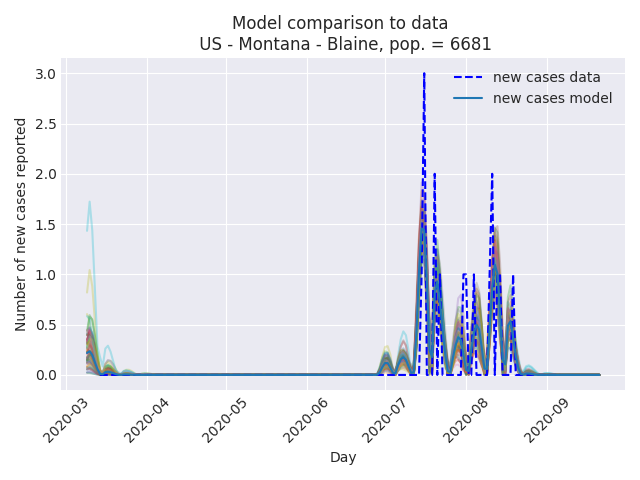 Model comparison to data
US - Montana - Blaine, pop. = 6681
new cases data
new cases model
Number of new cases reported
3.0
2.5
2.0
1.5
1.0
0.5
0.0
2020-03
2020-04
2020-05
2020-06
2020-07
2020-08
2020-09
Day